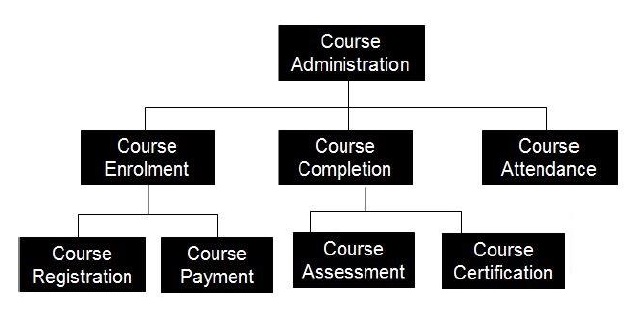 Course
Administration
Course
Enrolment
Course
Completion
Course
Attendance
Course
Registration
Course
Payment
Course
Assessment
Course
Certification